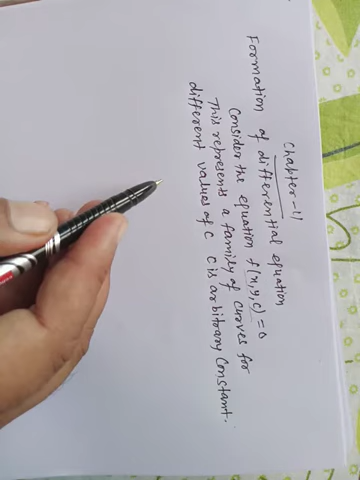 Chapter-4
Formation of differential equation
Consider the equation f(x,y,c)=0
This represents a family of curves for
different values of c c is arbitrary constant.